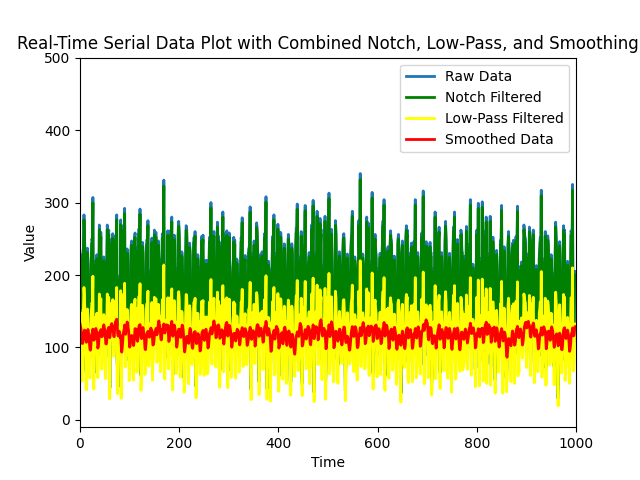 Real-Time Serial Data Plot with Combined Notch, Low-Pass, and Smoothing
500
400
300
200
100
0
Value
Raw Data
Notch Filtered
Low-Pass Filtered
Smoothed Data
0 200 400 600 800 1000
Time